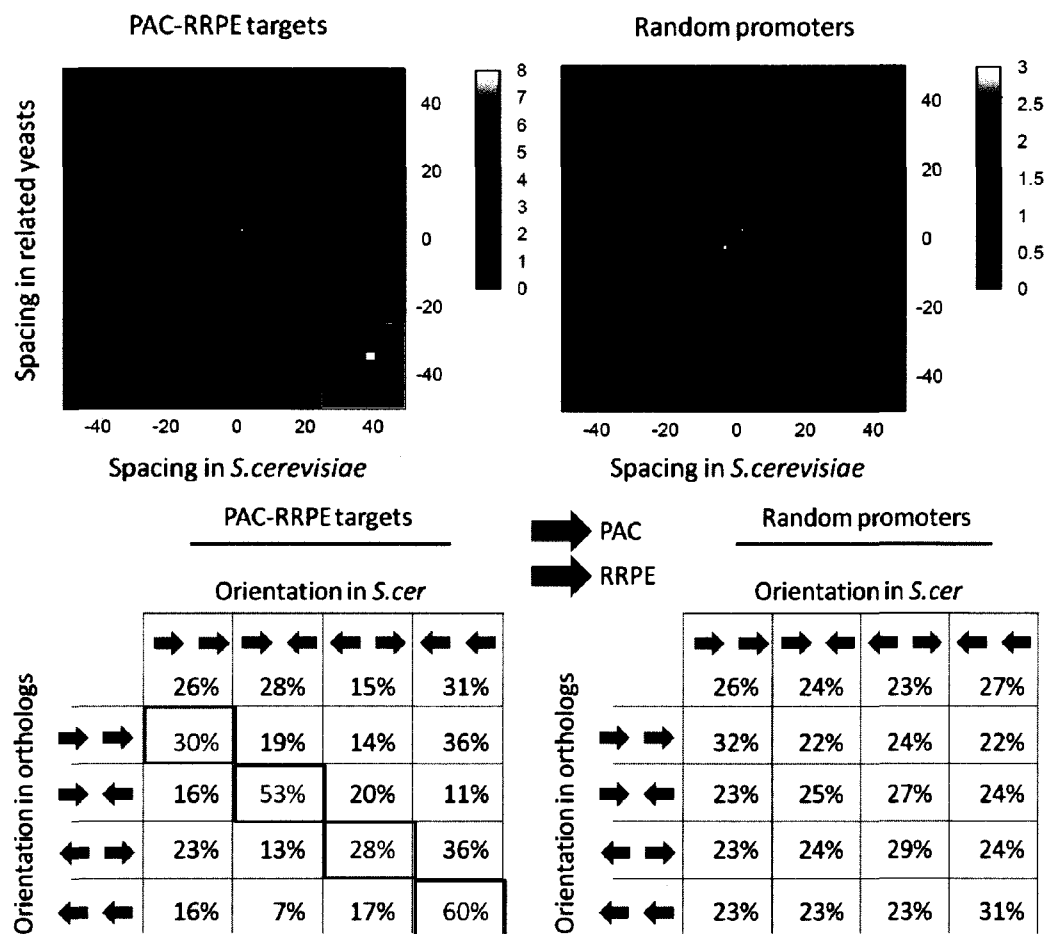 PAC-RRPE targets
Random promoters
Spacing in related yeasts
8
7
6
5
4
3
2
1
0
40
20
0
-20
-40
-40 -20 0 20 40
Spacing in S.cerevisiae
3
2.5
2
1.5
1
0.5
0
40
20
0
-20
-40
-40 -20 0 20 40
Spacing in S.cerevisiae
PAC-RRPE targets
PAC
RRPE
Random promoters
Orientation in S.cer
Orientation in orthologs
26% 28% 15% 31%
30% 19% 14% 36%
16% 53% 20% 11%
23% 13% 28% 36%
16% 7% 17% 60%
Orientation in S.cer
Orientation in orthologs
26% 24% 23% 27%
32% 22% 24% 22%
23% 25% 27% 24%
23% 24% 29% 24%
23% 23% 23% 31%